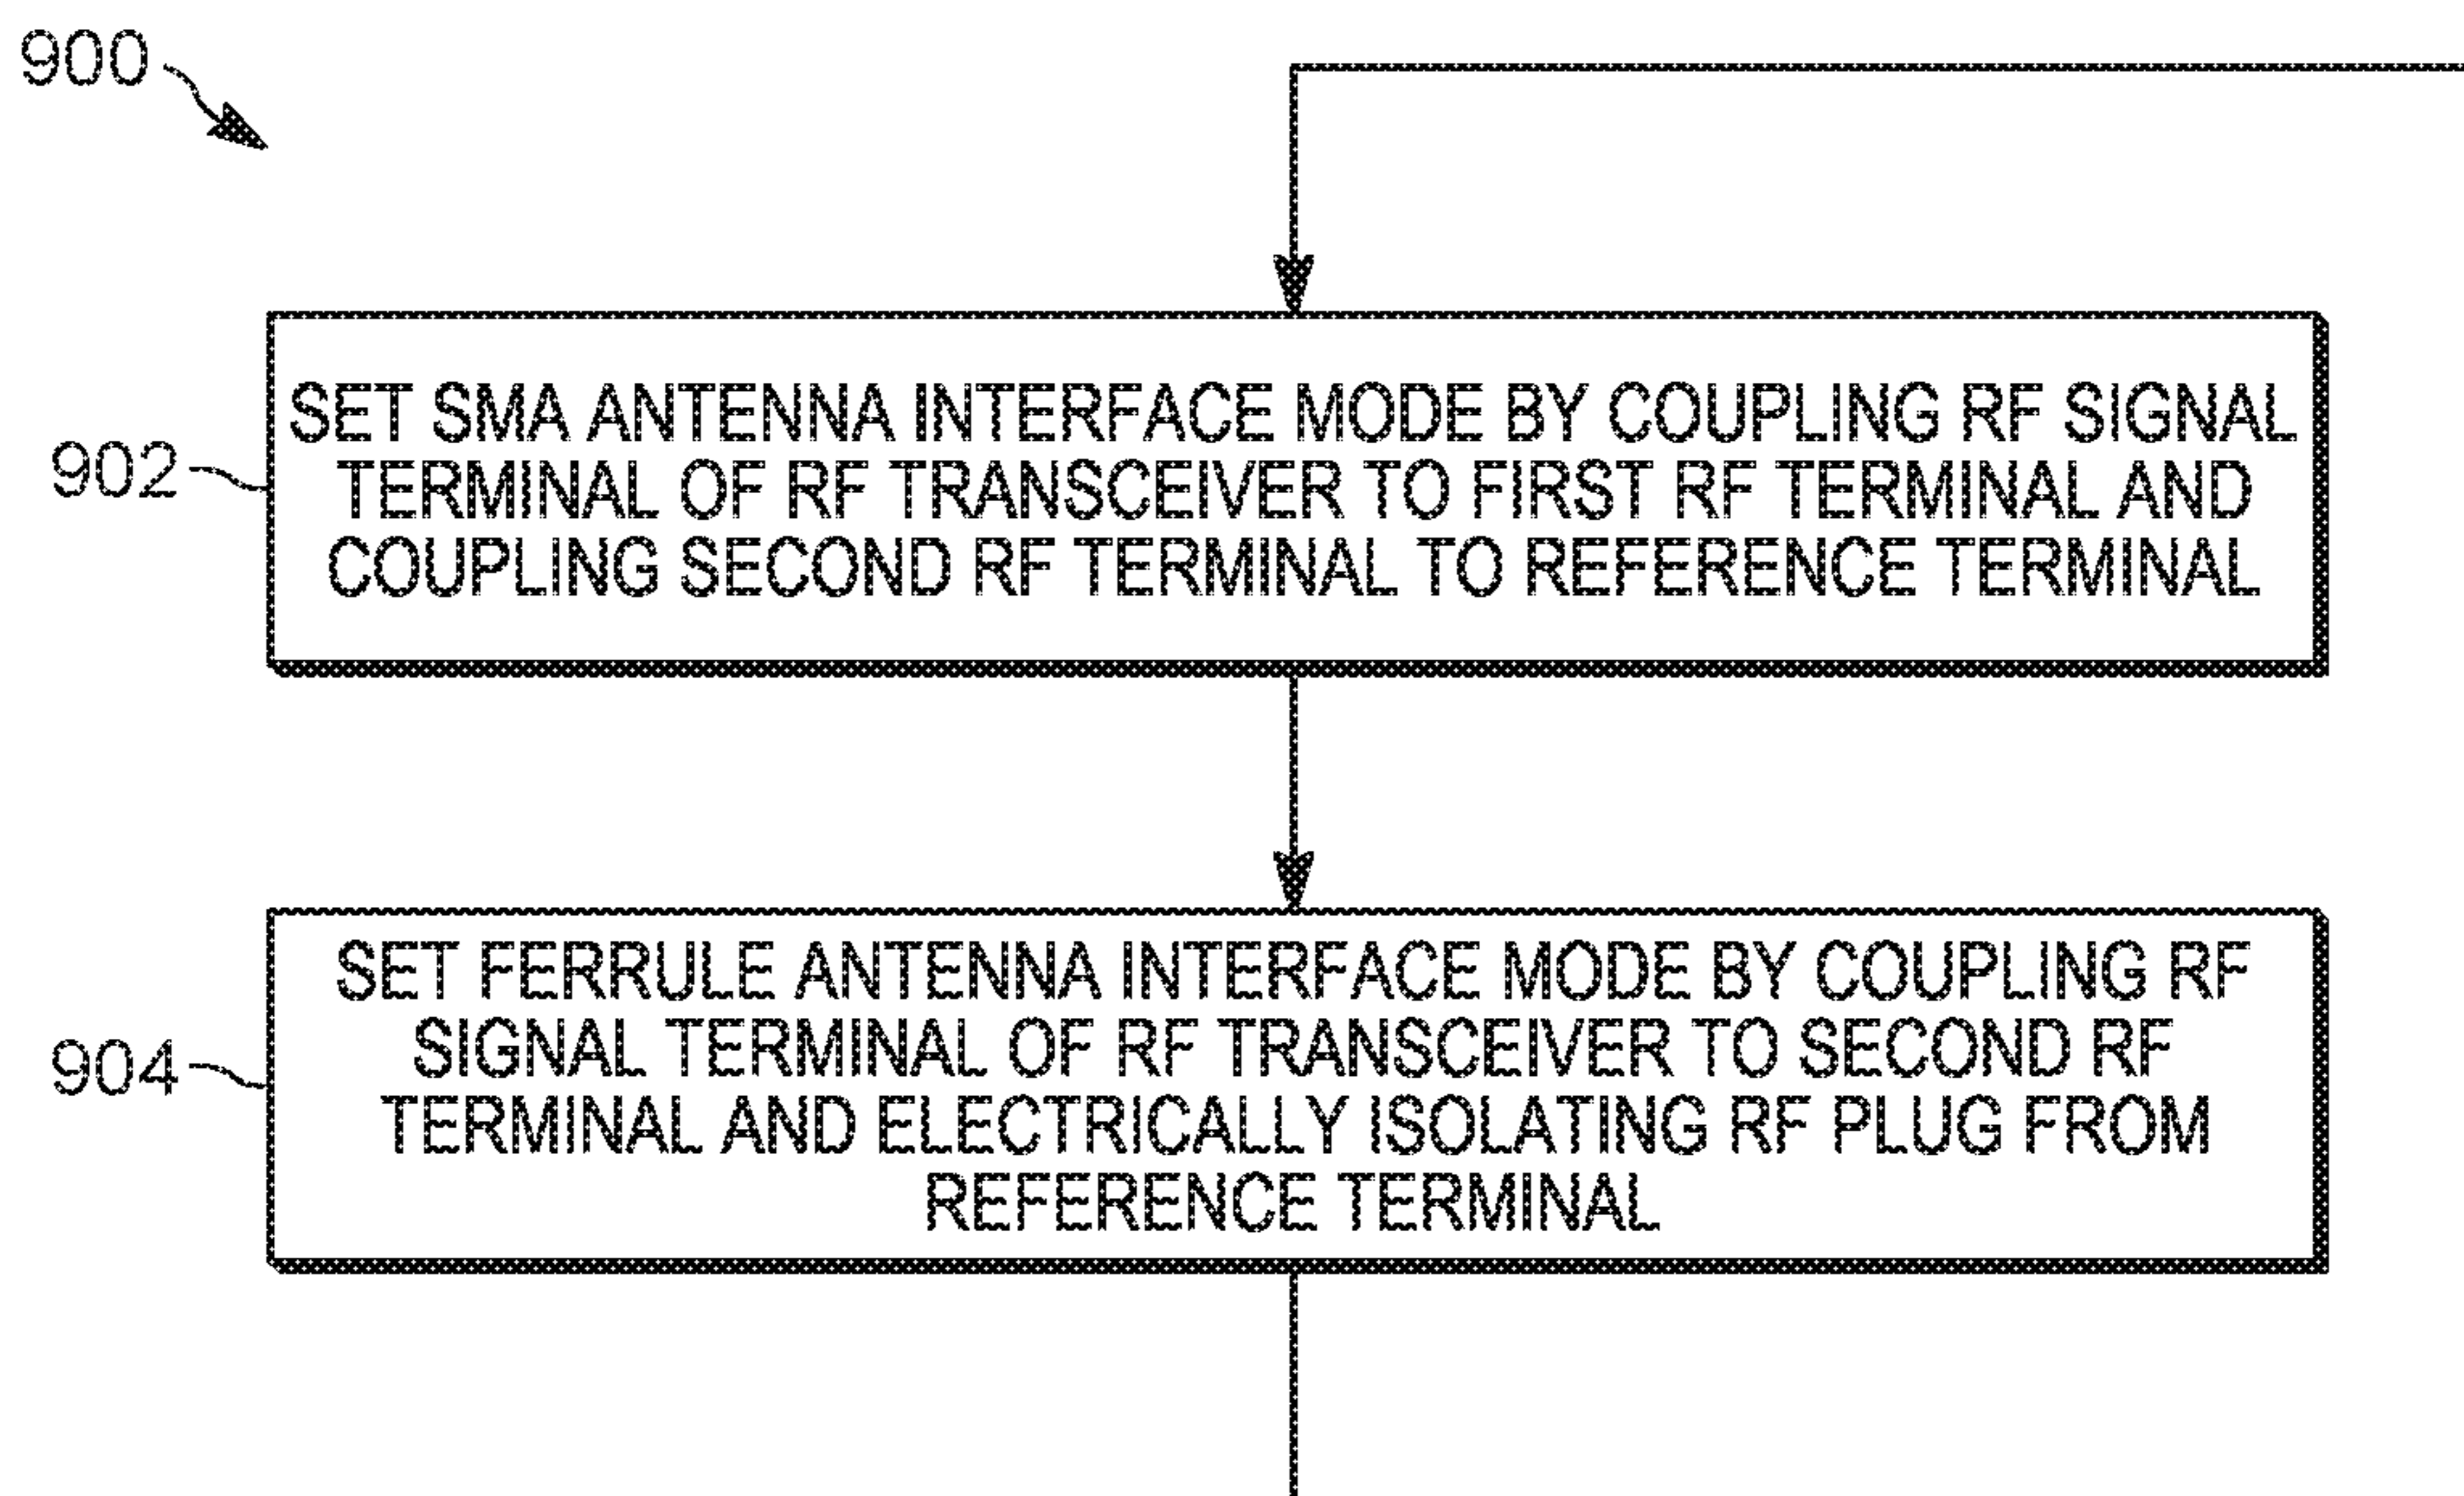 900
902
SET SMA ANTENNA INTERFACE MODE BY COUPLING RF SIGNAL
TERMINAL OF RF TRANSCEIVER TO FIRST RF TERMINAL AND
COUPLING SECOND RF TERMINAL TO REFERENCE TERMINAL
904
SET FERRULE ANTENNA INTERFACE MODE BY COUPLING RF
SIGNAL TERMINAL OF RF TRANSCEIVER TO SECOND RF
TERMINAL AND ELECTRICALLY ISOLATING RF PLUG FROM
REFERENCE TERMINAL